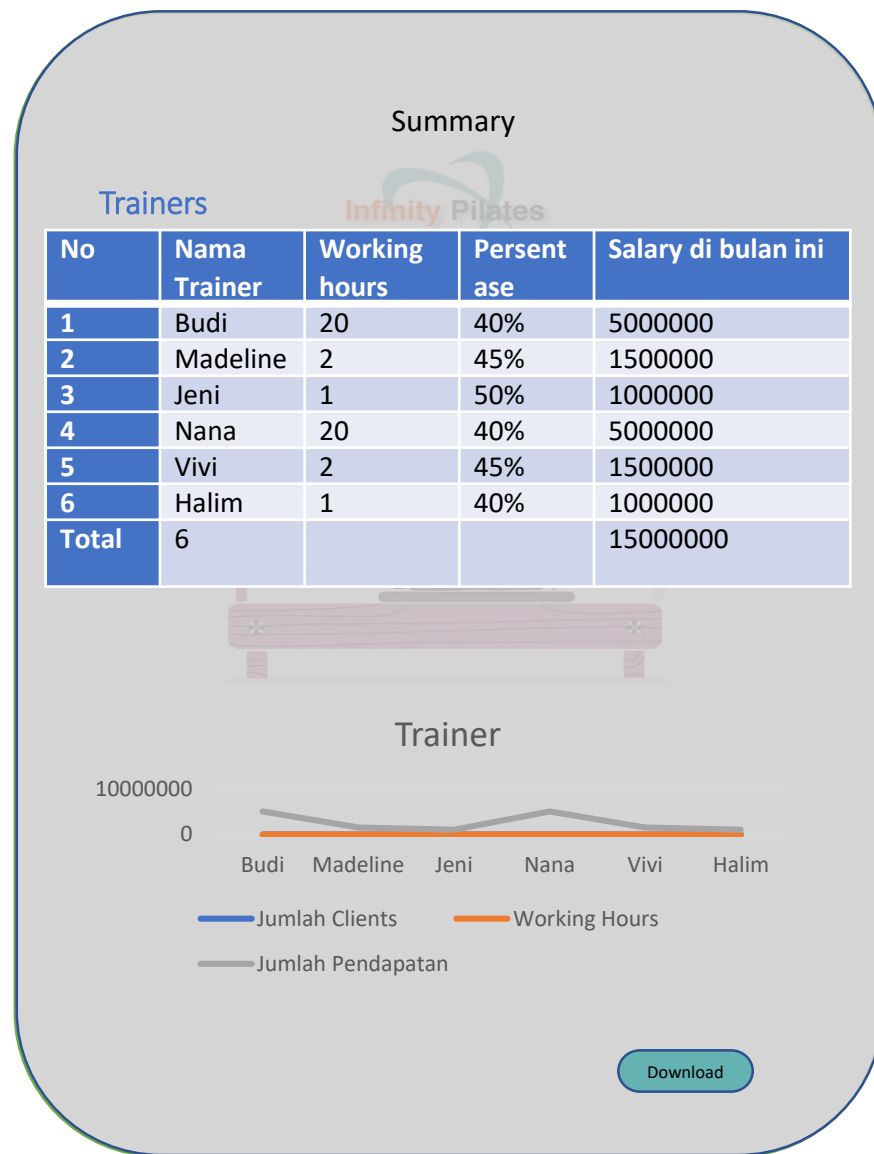 Summary
Trainers
Infinity Pilates
No Nama Trainer Working hours Persent ase Salary di bulan ini
1 Budi 20 40% 5000000
2 Madeline 2 45% 1500000
3 Jeni 1 50% 1000000
4 Nana 20 40% 5000000
5 Vivi 2 45% 1500000
6 Halim 1 40% 1000000
Total 6 15000000
Trainer
10000000
0
Budi Madeline Jeni Nana Vivi Halim
Jumlah Clients Working Hours
Jumlah Pendapatan
Download